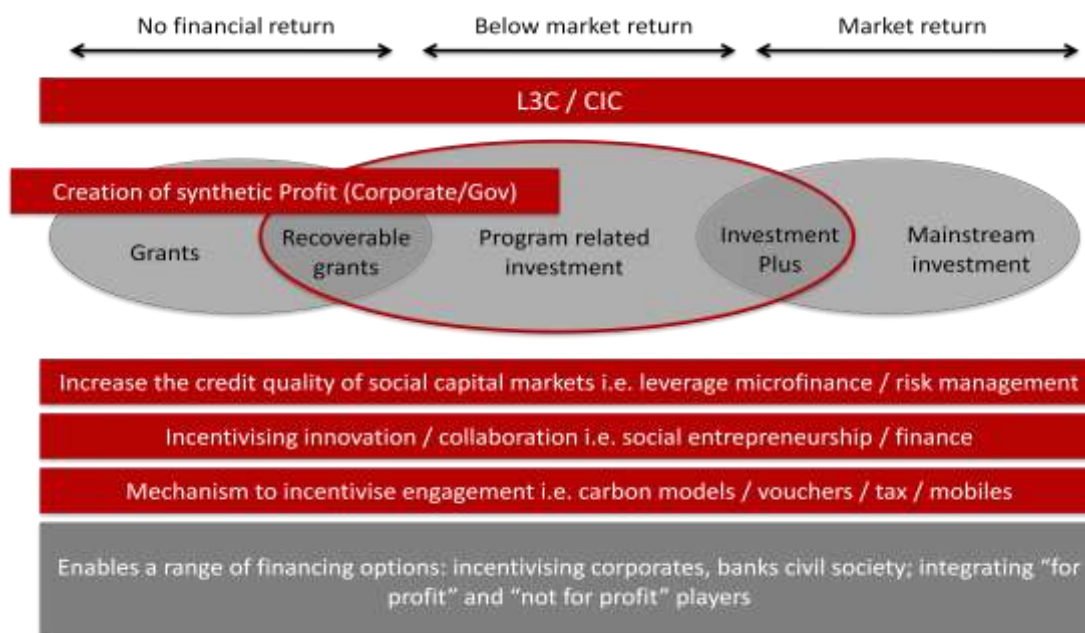 No financial return
Below market return
Market return
L3C / CIC
Creation of synthetic Profit (Corporate/Gov)
Grants
Recoverable
grants
Program related
investment
Investment
Plus
Mainstream
investment
Increase the credit quality of social capital markets i.e. leverage microfinance / risk management
Incentivising innovation / collaboration i.e. social entrepreneurship / finance
Mechanism to incentivise engagement i.e. carbon models / vouchers / tax / mobiles
Enables a range of financing options: incentivising corporates, banks civil society; integrating “for
profit” and “not for profit” players